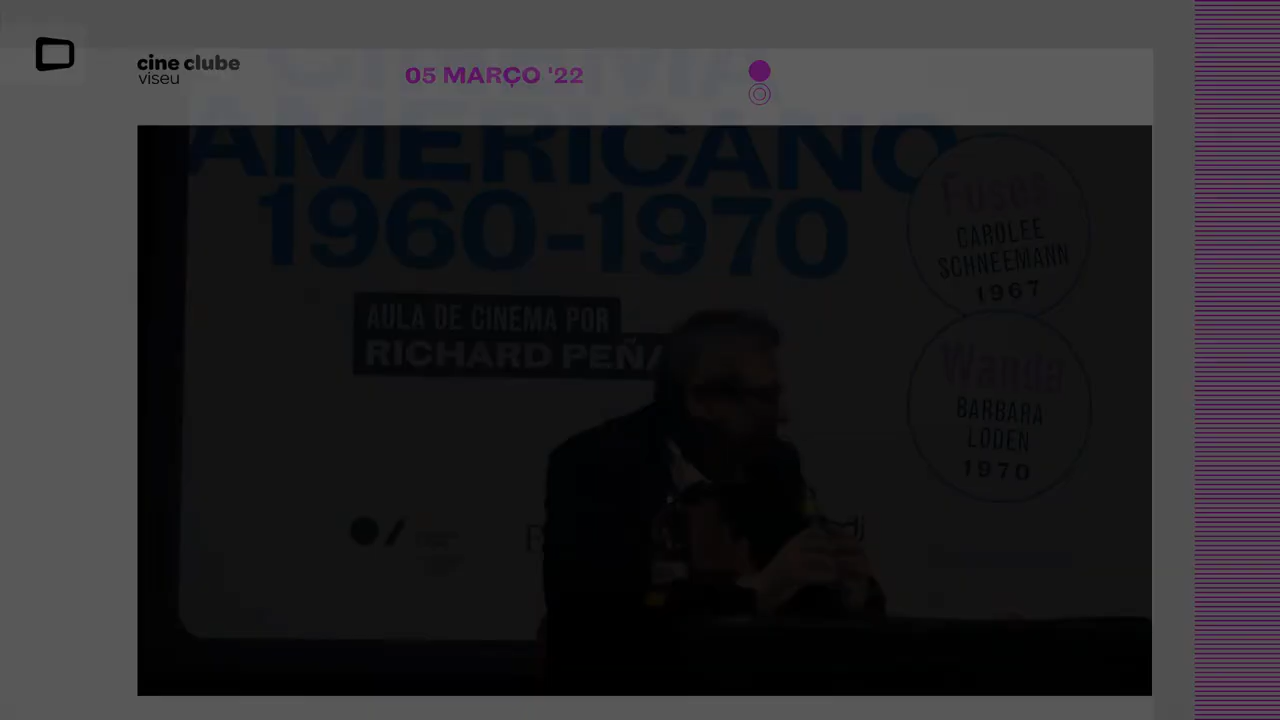 cine clube
viseu
05 MARÇO '22
AMERICANO
1960-1970
AULA DE CINEMA POR
RICHARD PEÑA
Fuses
CAROLEE
SCHNEEMANN
1967
Wanda
BARBARA
LODEN
1970